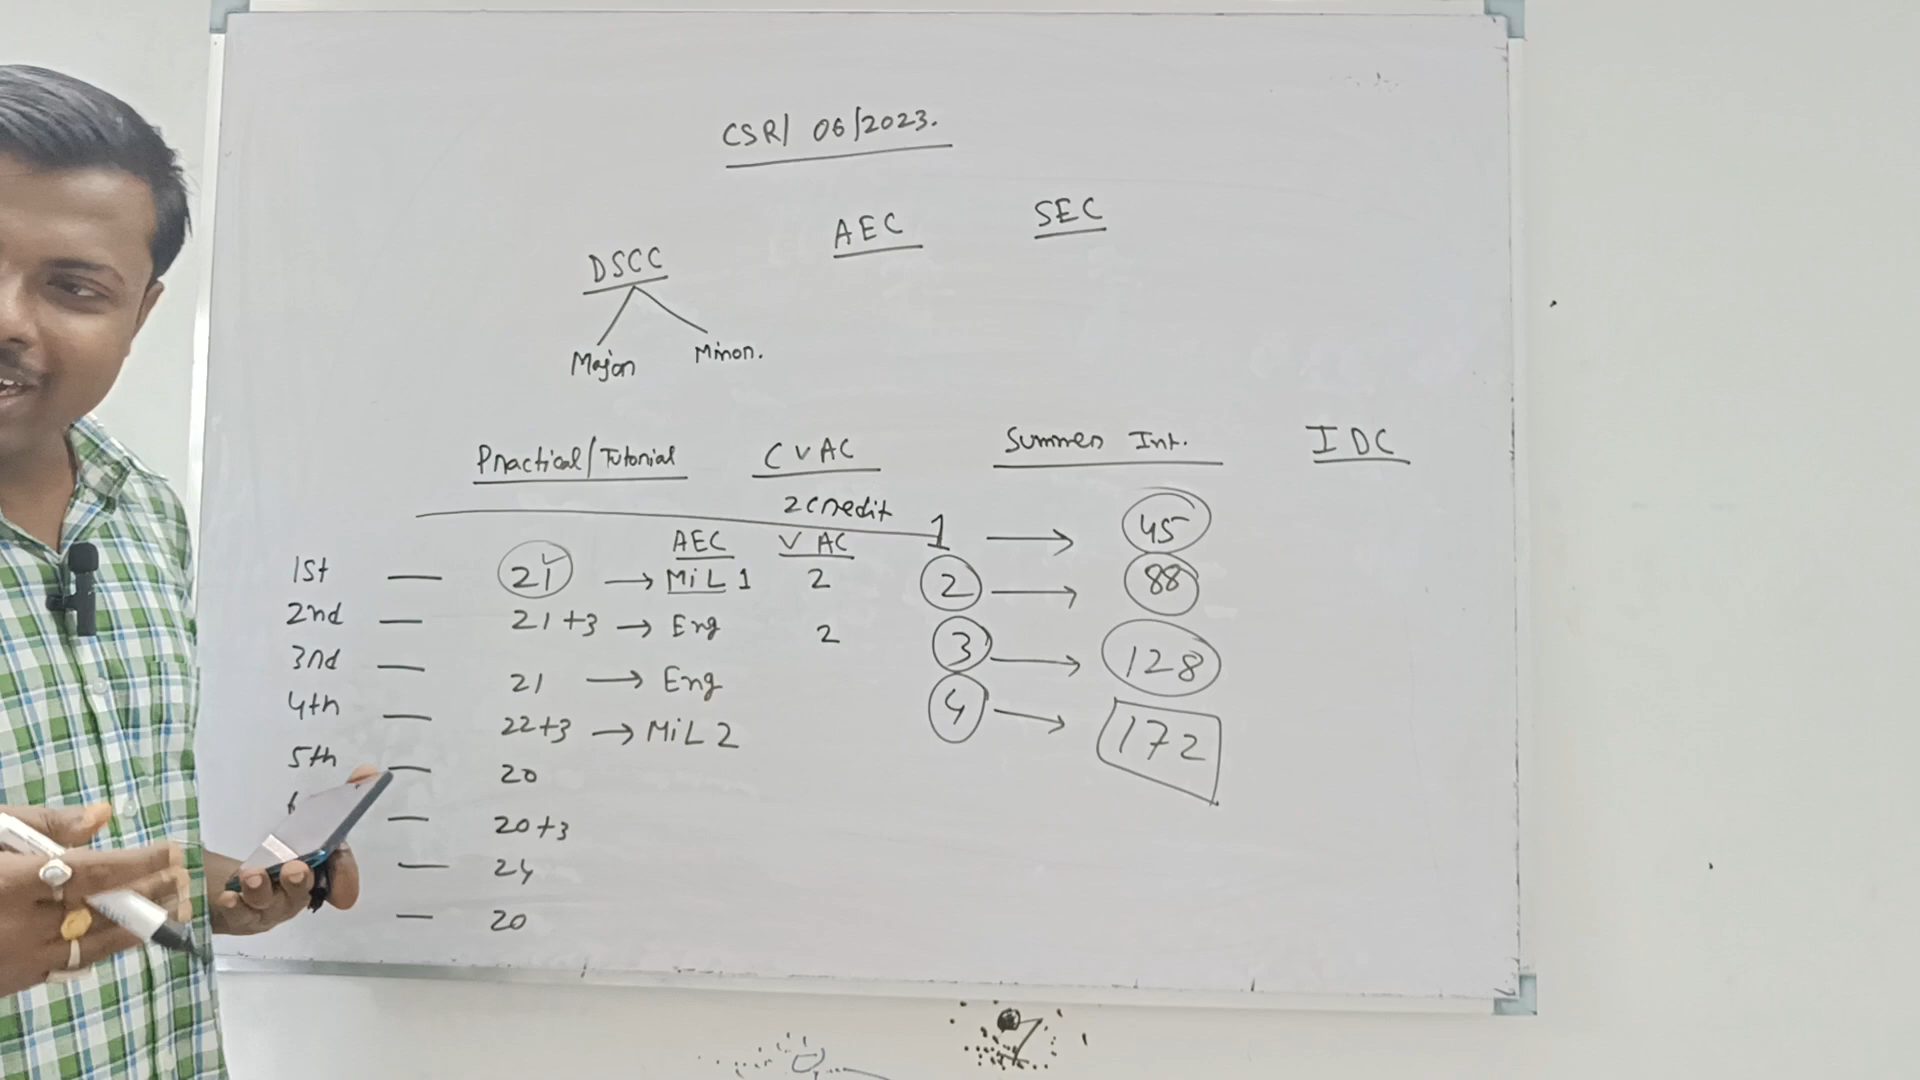 CSR/ 06/2023.
DSCC AEC SEC
Major Minor.
Practical/Tutorial CVAC Summer Int. IDC
2 credit
AEC VAC 1 → 45
1st — 21 → MiL 1 2 2 → 88
2nd — 21+3 → Eng 2 3 → 128
3rd — 21 → Eng 4 → 172
4th — 22+3 → MiL 2
5th — 20
— 20+3
— 24
— 20